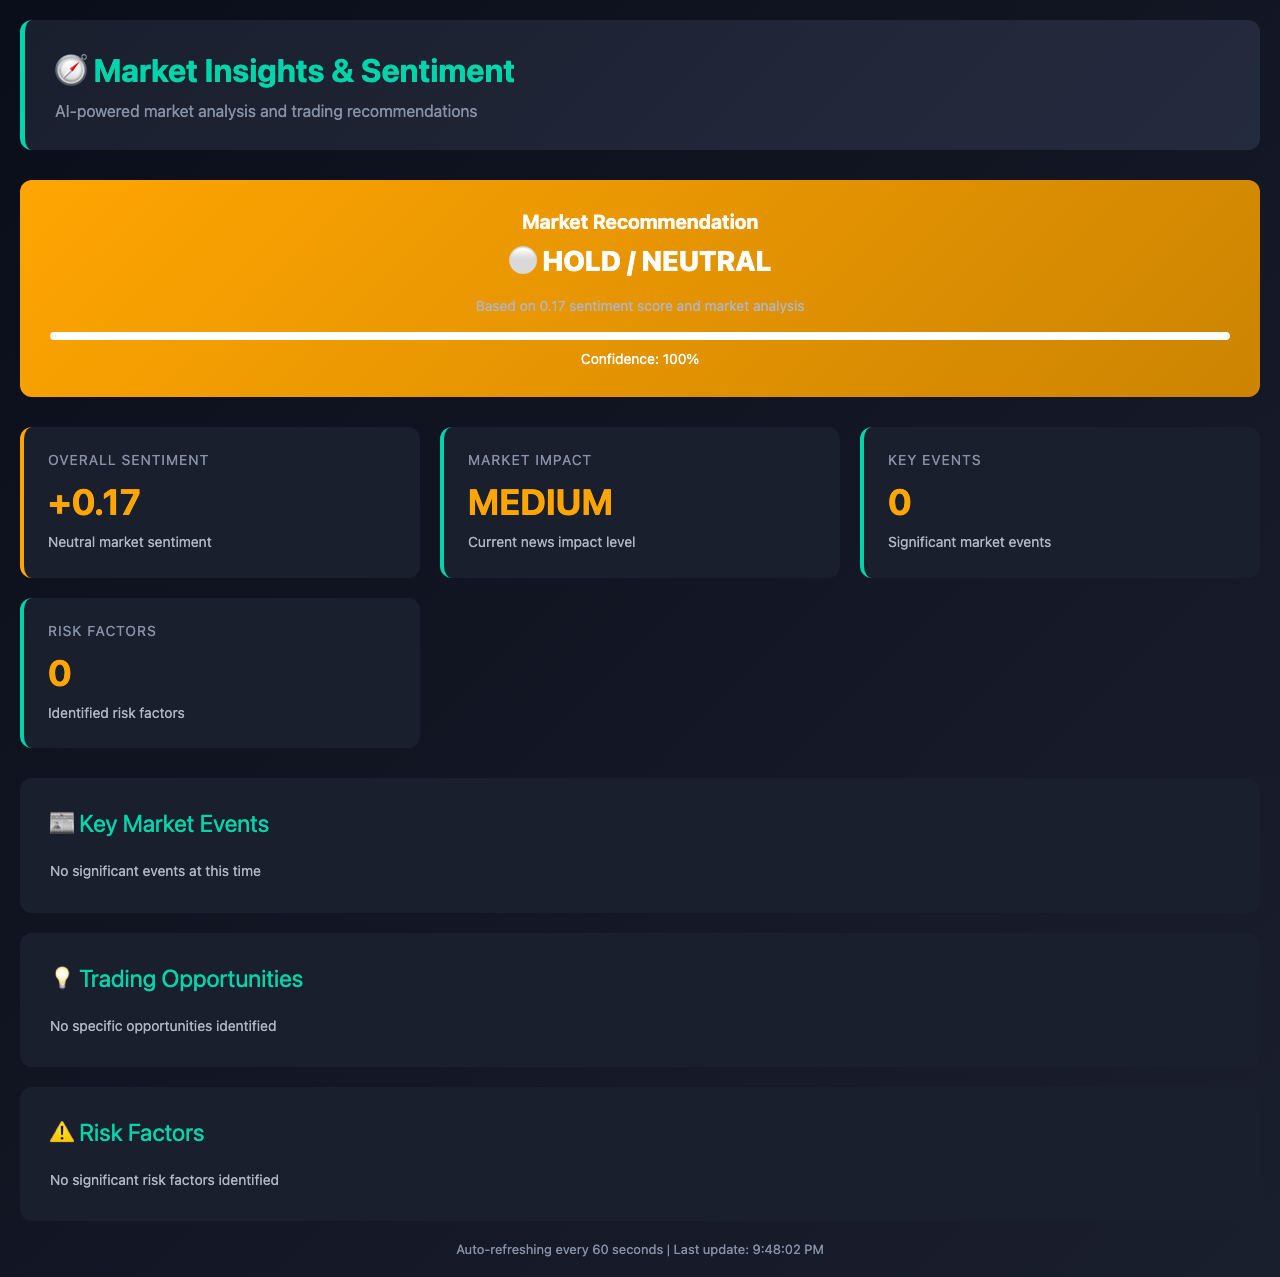 Market Insights & Sentiment
AI-powered market analysis and trading recommendations
Market Recommendation
HOLD / NEUTRAL
Based on 0.17 sentiment score and market analysis
Confidence: 100%
OVERALL SENTIMENT
+0.17
Neutral market sentiment
MARKET IMPACT
MEDIUM
Current news impact level
KEY EVENTS
0
Significant market events
RISK FACTORS
0
Identified risk factors
Key Market Events
No significant events at this time
Trading Opportunities
No specific opportunities identified
Risk Factors
No significant risk factors identified
Auto-refreshing every 60 seconds | Last update: 9:48:02 PM